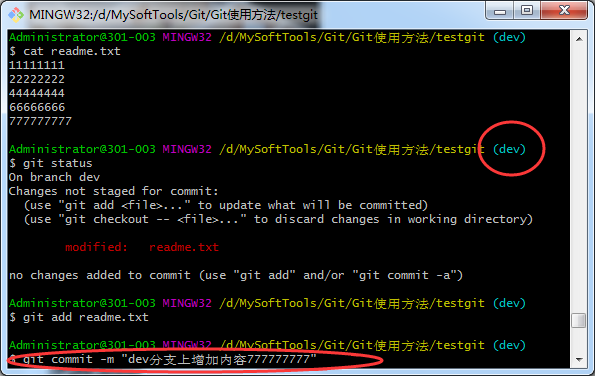 MINGW32:/d/MySoftTools/Git/Git使用方法/testgit
Administrator@301-003 MINGW32 /d/MySoftTools/Git/Git使用方法/testgit (dev)
$ cat readme.txt
11111111
22222222
44444444
66666666
777777777
Administrator@301-003 MINGW32 /d/MySoftTools/Git/Git使用方法/testgit (dev)
$ git status
On branch dev
Changes not staged for commit:
(use "git add <file>..." to update what will be committed)
(use "git checkout -- <file>..." to discard changes in working directory)
modified: readme.txt
no changes added to commit (use "git add" and/or "git commit -a")
Administrator@301-003 MINGW32 /d/MySoftTools/Git/Git使用方法/testgit (dev)
$ git add readme.txt
Administrator@301-003 MINGW32 /d/MySoftTools/Git/Git使用方法/testgit (dev)
$ git commit -m "dev分支上增加内容777777777"